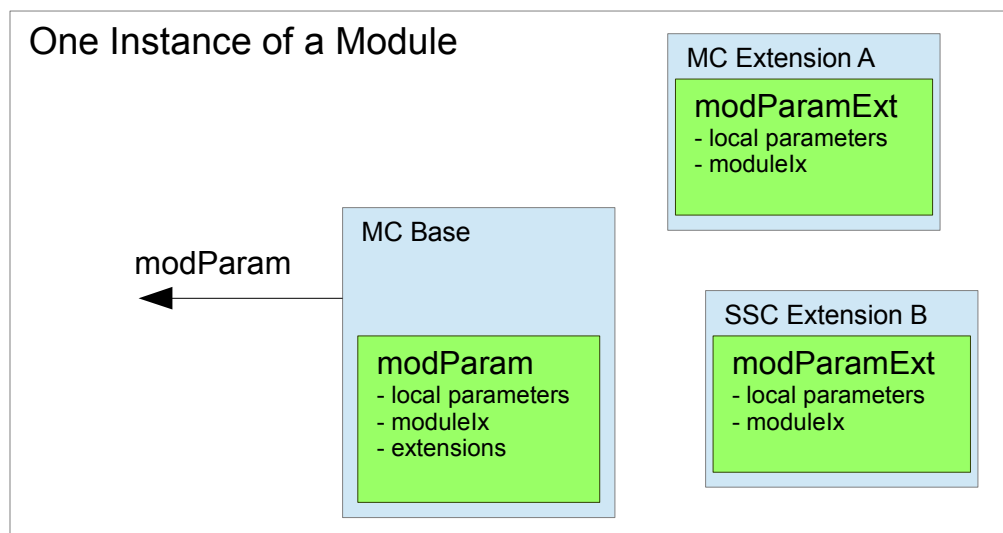 One Instance of a Module
MC Extension A
modParamExt
- local parameters
- moduleIx
MC Base
modParam
modParam
- local parameters
- moduleIx
- extensions
SSC Extension B
modParamExt
- local parameters
- moduleIx